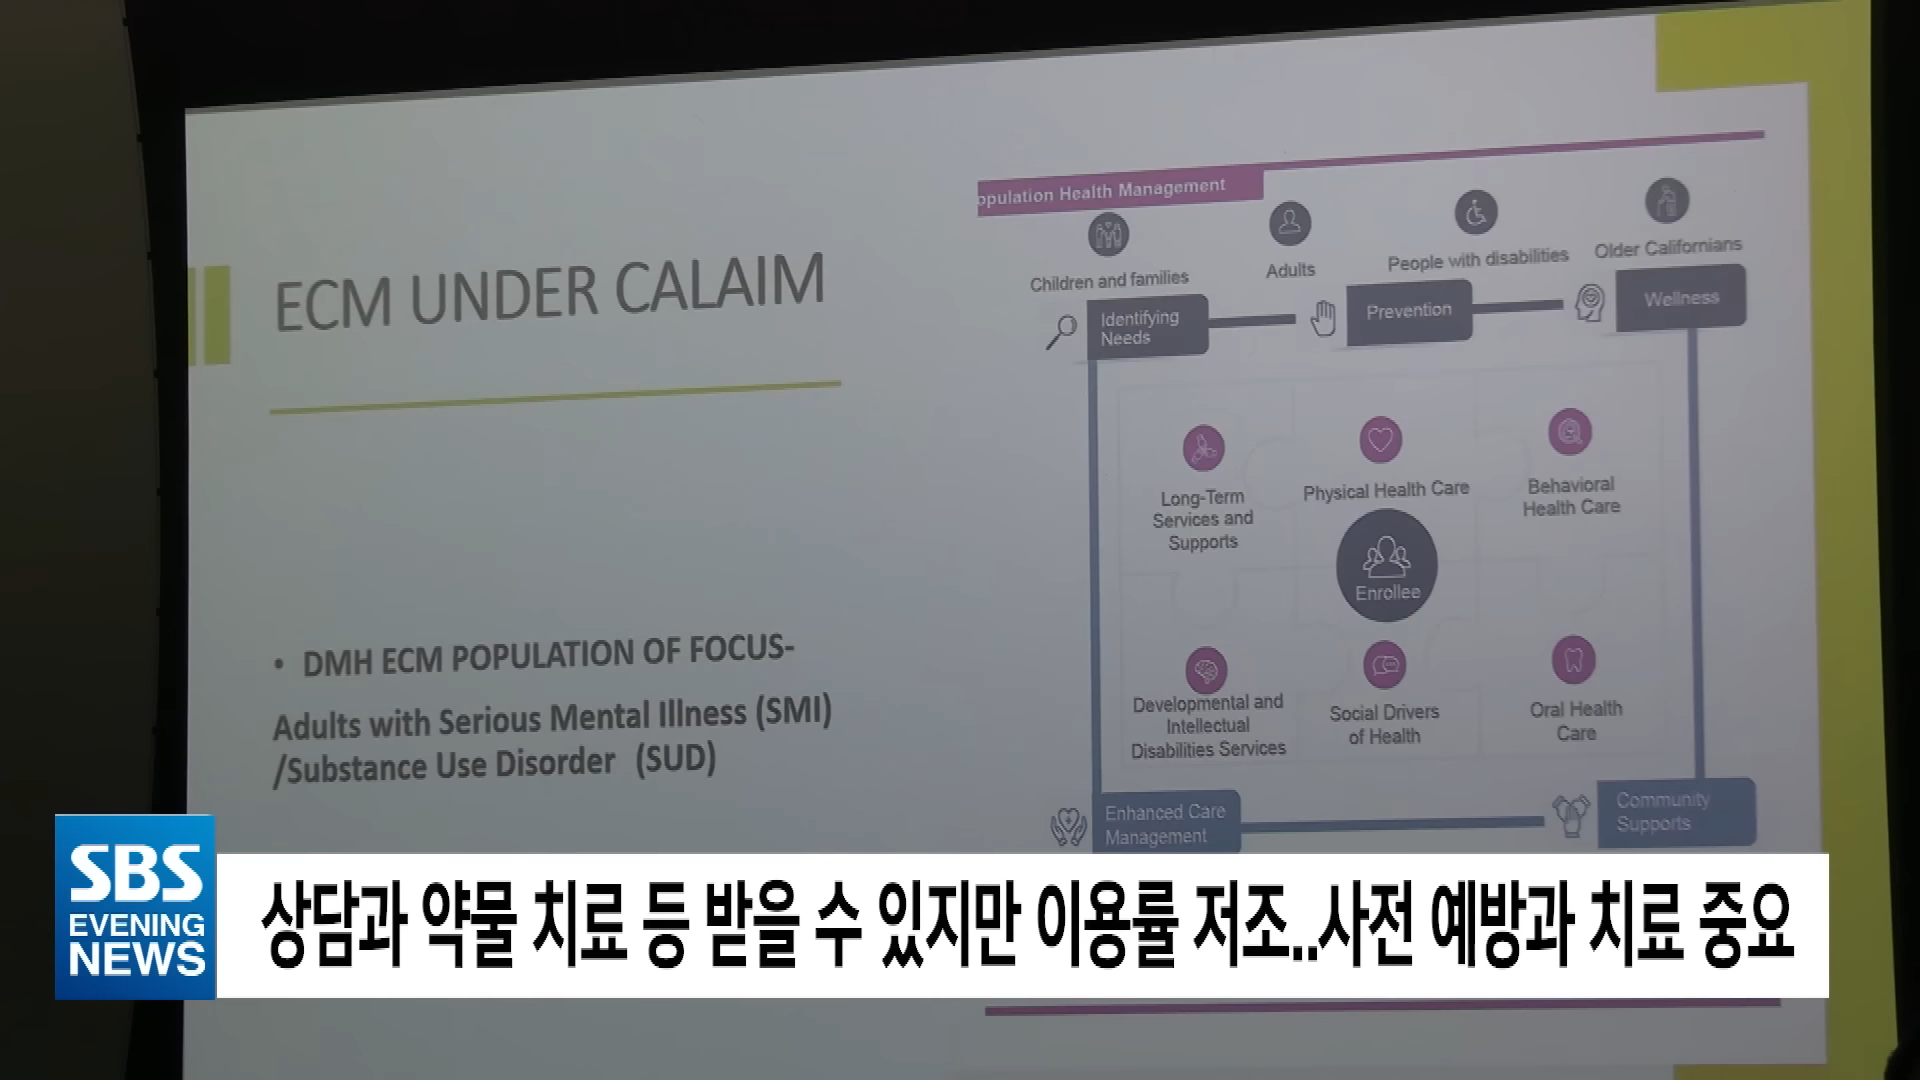 ECM UNDER CALAIM
• DMH ECM POPULATION OF FOCUS-
Adults with Serious Mental Illness (SMI)
/Substance Use Disorder (SUD)
opulation Health Management
Children and families
Adults
People with disabilities
Older Californians
Identifying
Needs
Prevention
Wellness
Long-Term
Services and
Supports
Physical Health Care
Behavioral
Health Care
Enrollee
Developmental and
Intellectual
Disabilities Services
Social Drivers
of Health
Oral Health
Care
Enhanced Care
Management
Community
Supports
SBS
EVENING
NEWS
상담과 약물 치료 등 받을 수 있지만 이용률 저조..사전 예방과 치료 중요